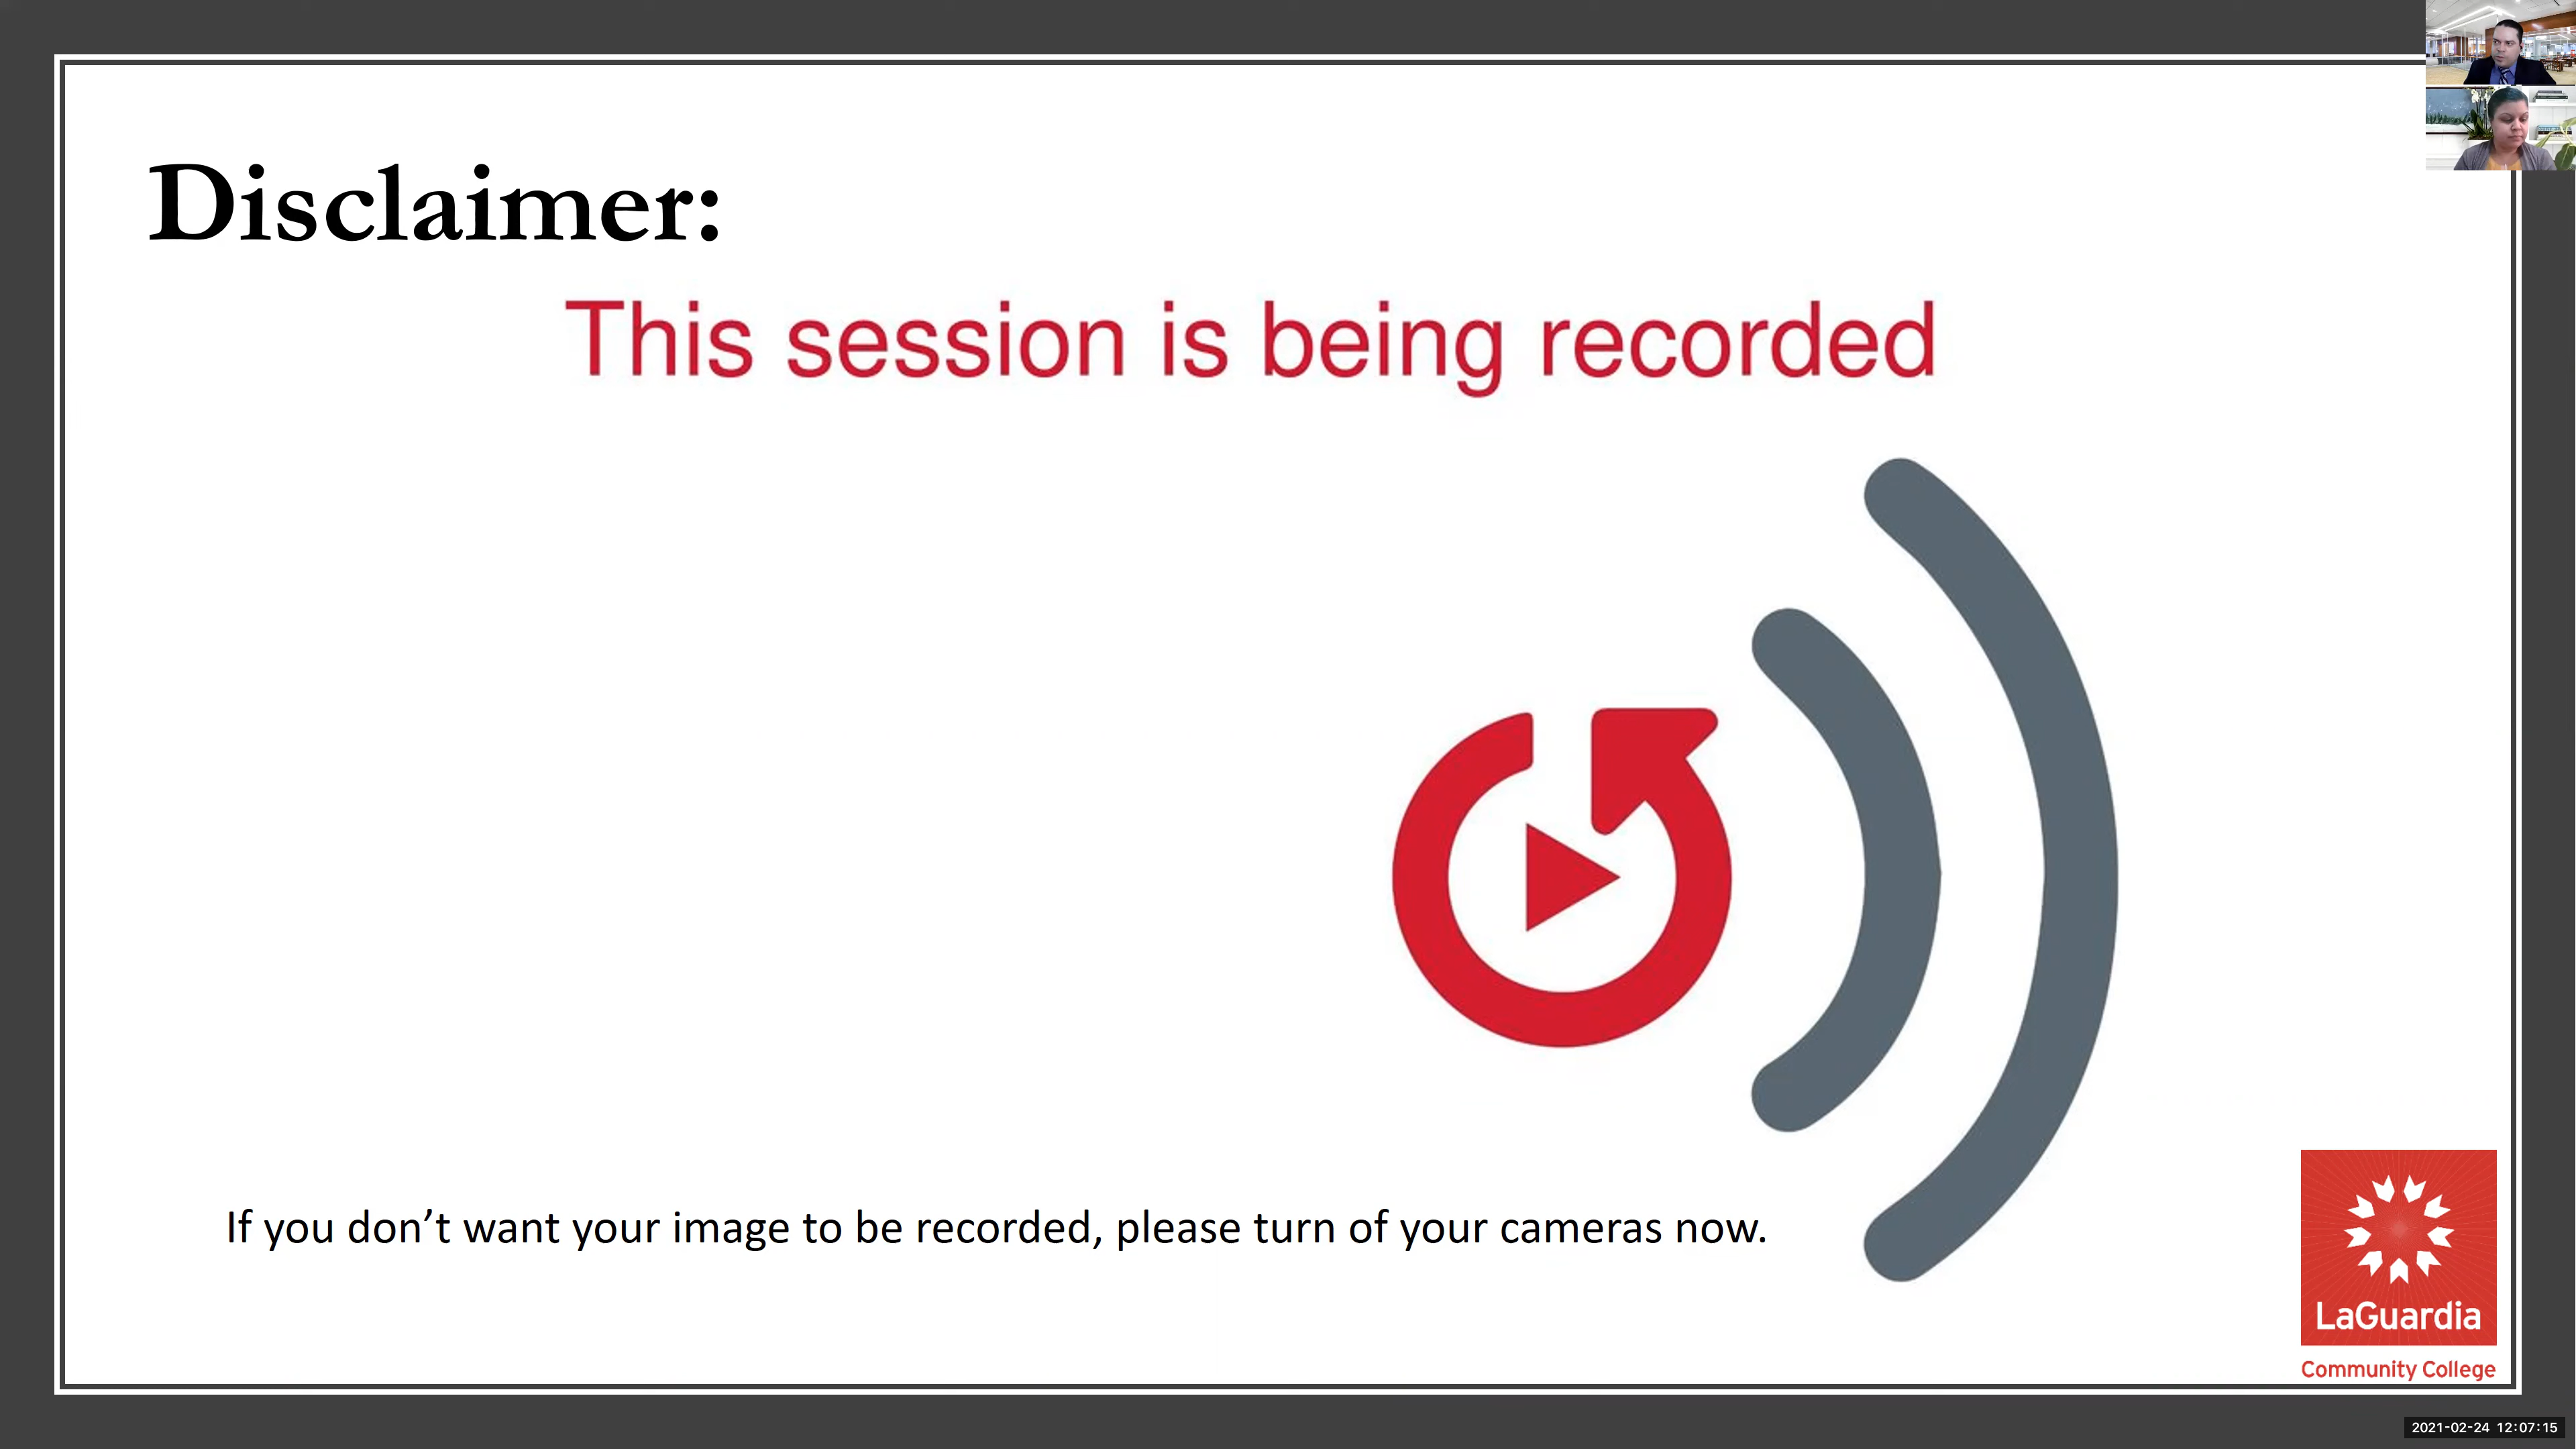 Disclaimer:
This session is being recorded
If you don’t want your image to be recorded, please turn of your cameras now.
LaGuardia
Community College
2021-02-24 12:07:15